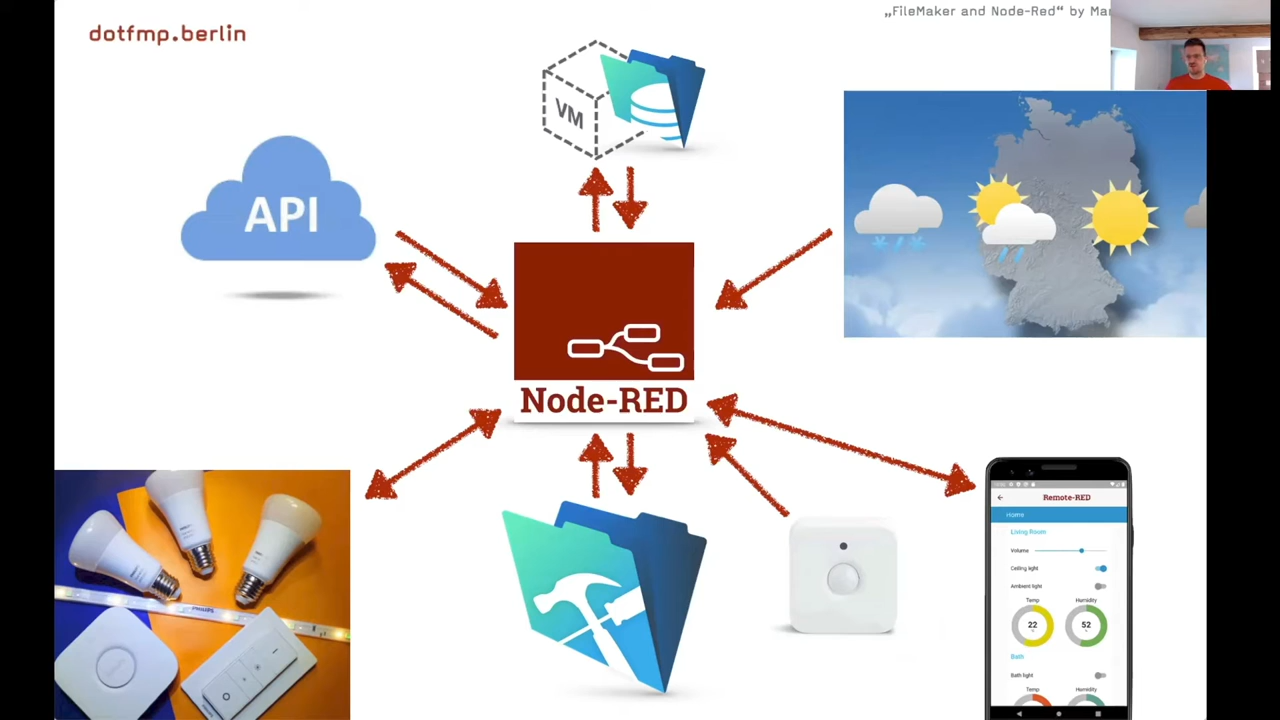 dotfmp.berlin
„FileMaker and Node-Red“ by
VM
API
Node-RED
PHILIPS
Remote-RED
Home
Living Room
Volume
Ceiling light
Ambient light
Temp Humidity
22 52
Bath
Bath light
Temp Humidity